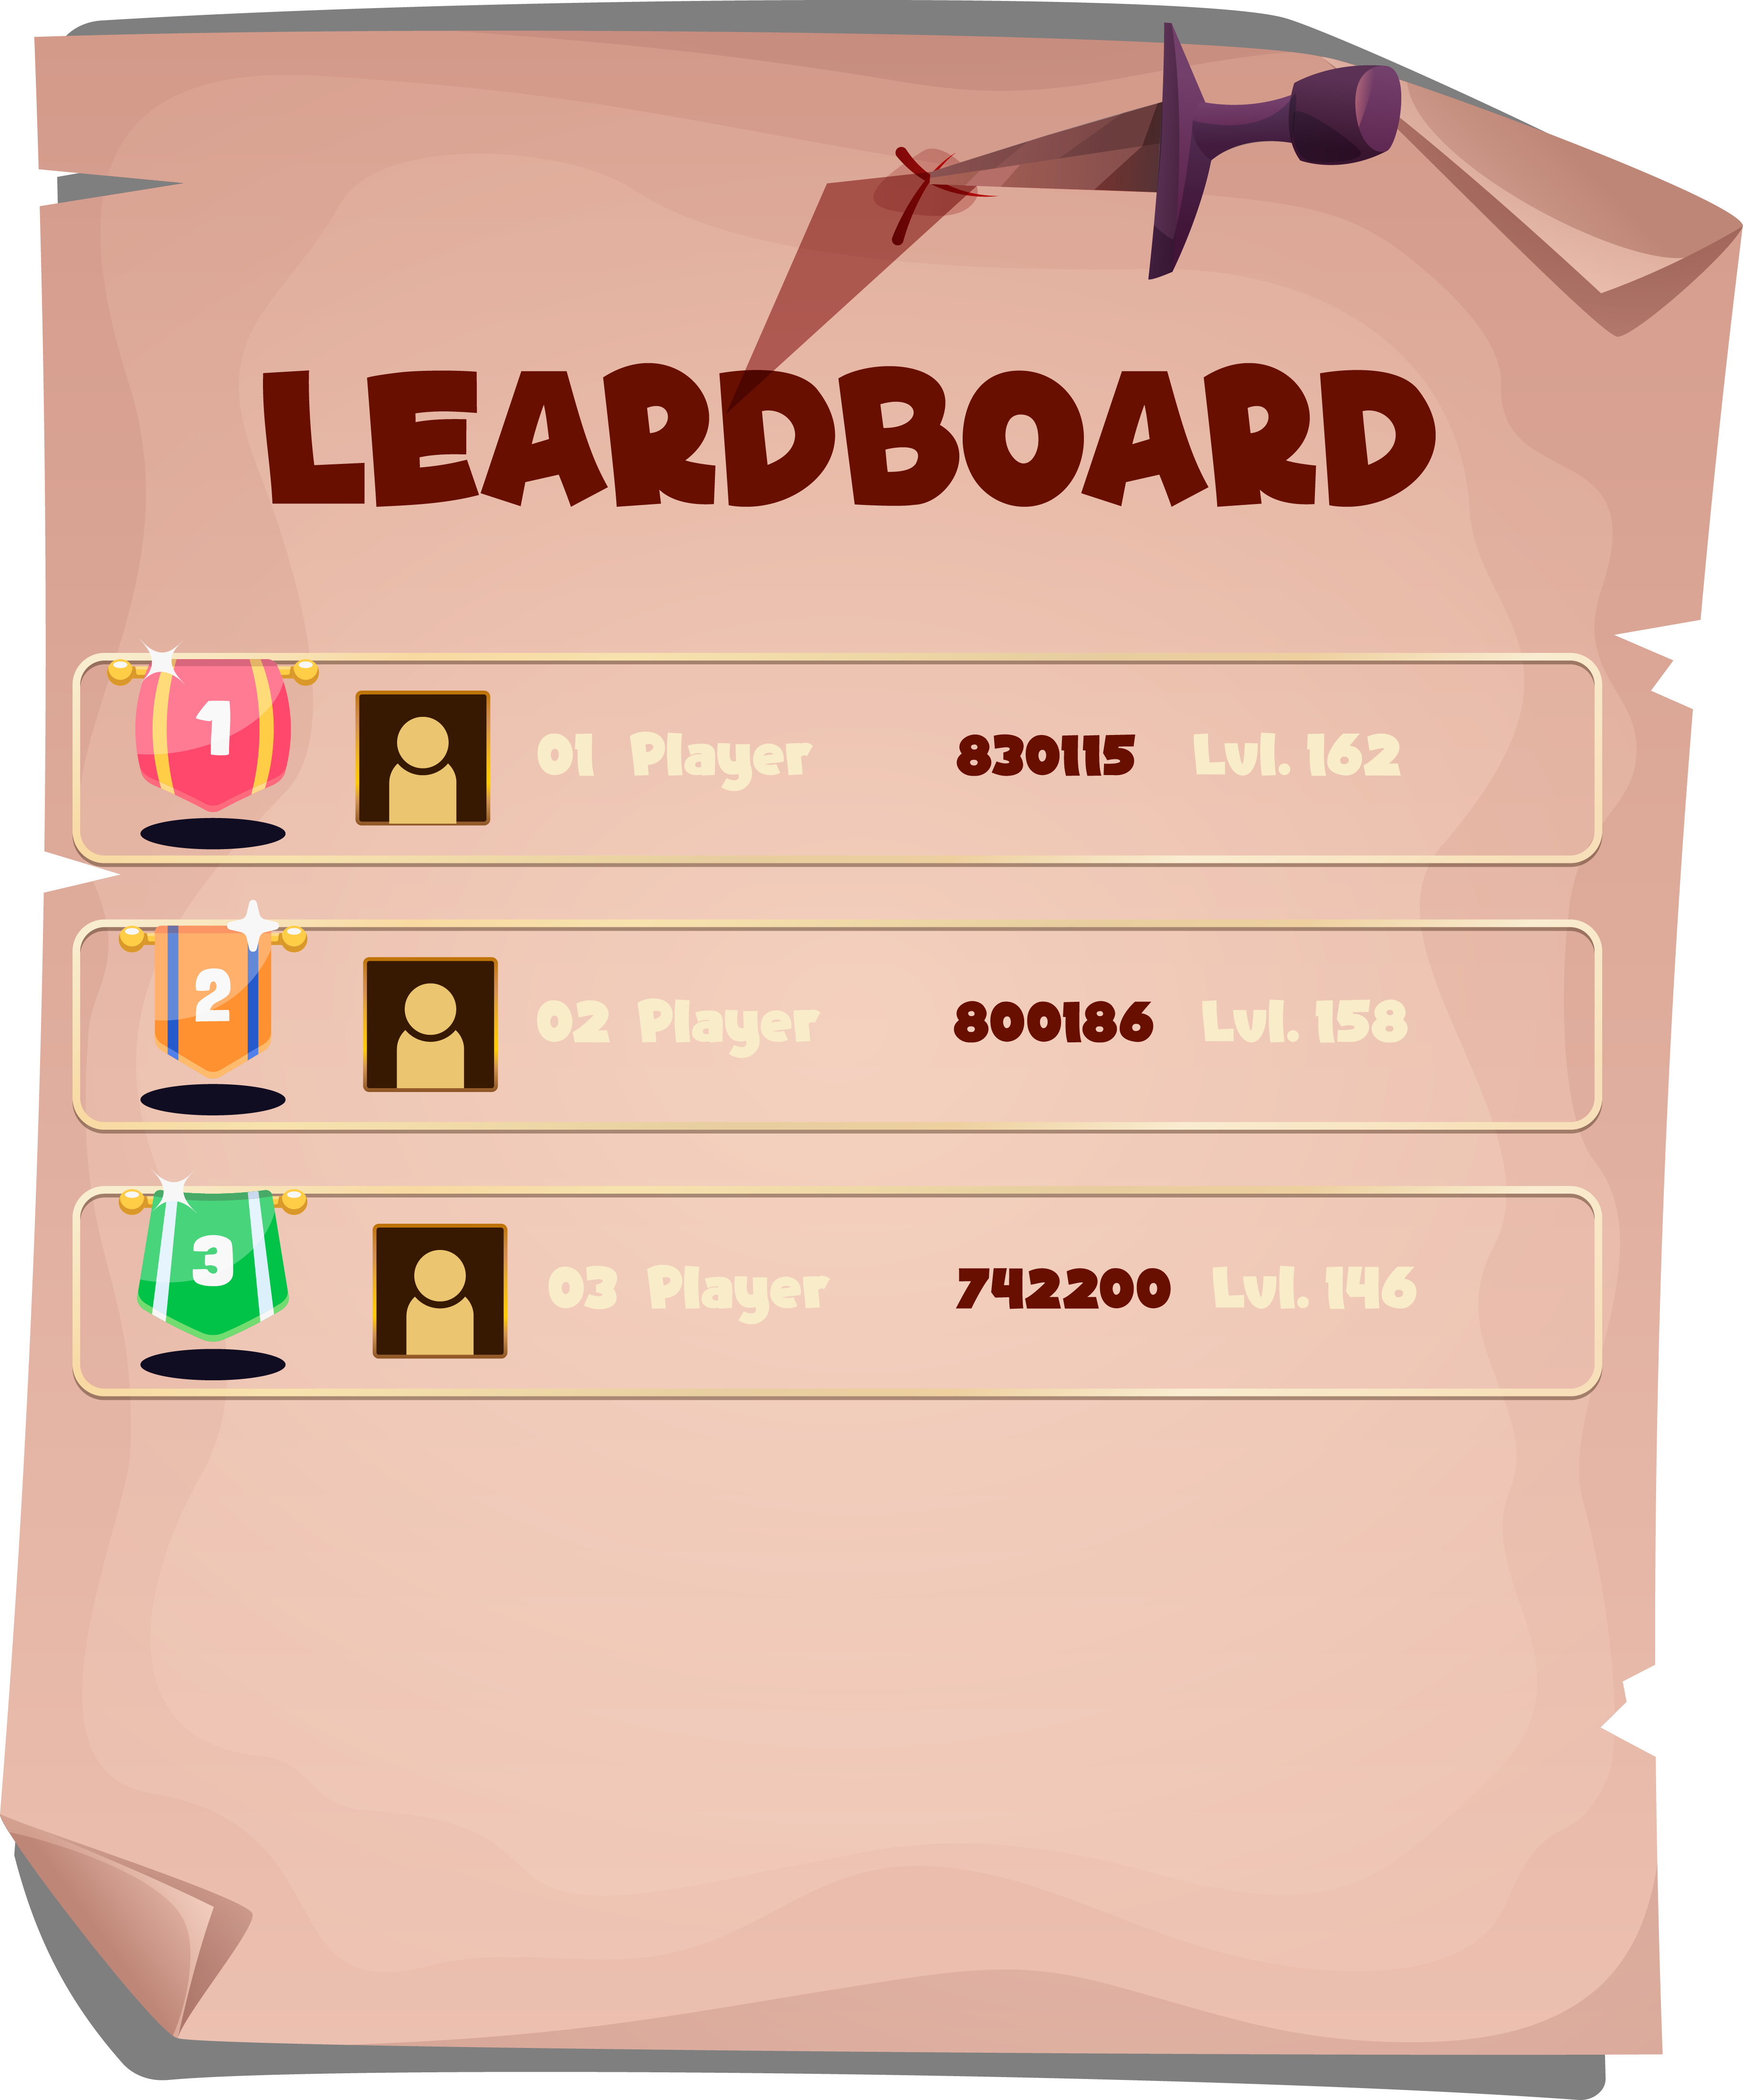 LEARDBOARD
1 01 Player 830115 Lvl. 162
2 02 Player 800186 Lvl. 158
3 03 Player 742200 Lvl. 146